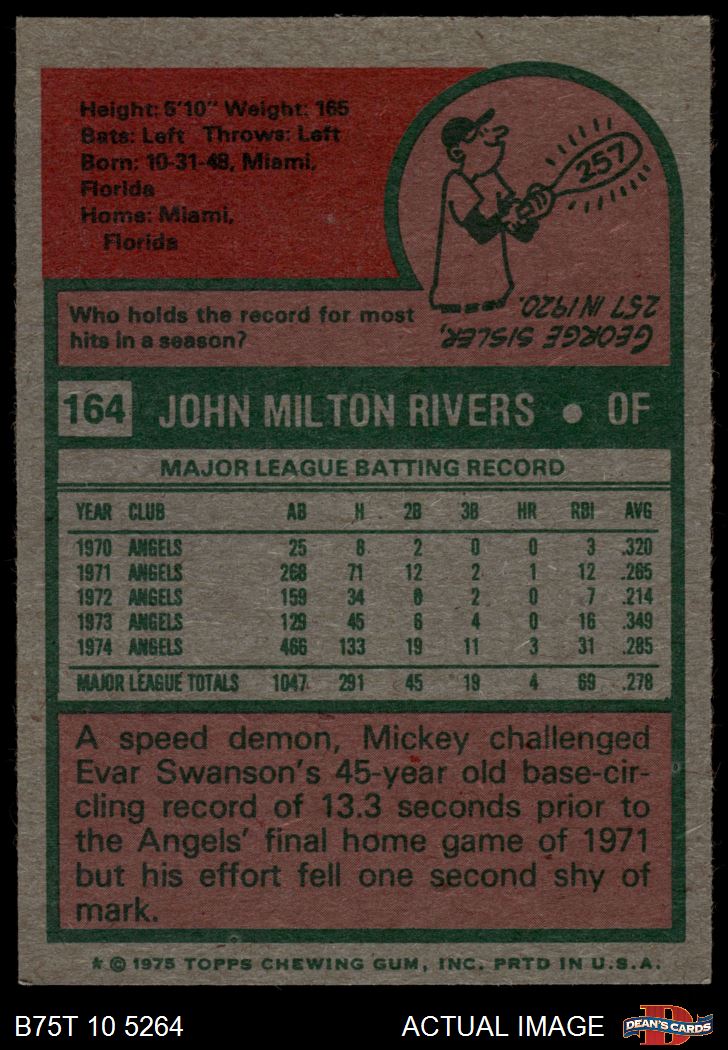 Height: 5'10" Weight: 165
Bats: Left Throws: Left
Born: 10-31-48, Miami,
Florida
Home: Miami,
Florida
257
Who holds the record for most
hits in a season?
GEORGE SISLER,
257 IN 1920.
164 JOHN MILTON RIVERS • OF
MAJOR LEAGUE BATTING RECORD
YEAR CLUB AB H 2B 3B HR RBI AVG
1970 ANGELS 25 8 2 0 0 3 .320
1971 ANGELS 268 71 12 2 1 12 .265
1972 ANGELS 159 34 6 2 0 7 .214
1973 ANGELS 129 45 6 4 0 16 .349
1974 ANGELS 466 133 19 11 3 31 .285
MAJOR LEAGUE TOTALS 1047 291 45 19 4 69 .278
A speed demon, Mickey challenged
Evar Swanson's 45-year old base-cir-
cling record of 13.3 seconds prior to
the Angels' final home game of 1971
but his effort fell one second shy of
mark.
* © 1975 TOPPS CHEWING GUM, INC. PRTD IN U.S.A.
B75T 10 5264 ACTUAL IMAGE D DEAN'S CARDS